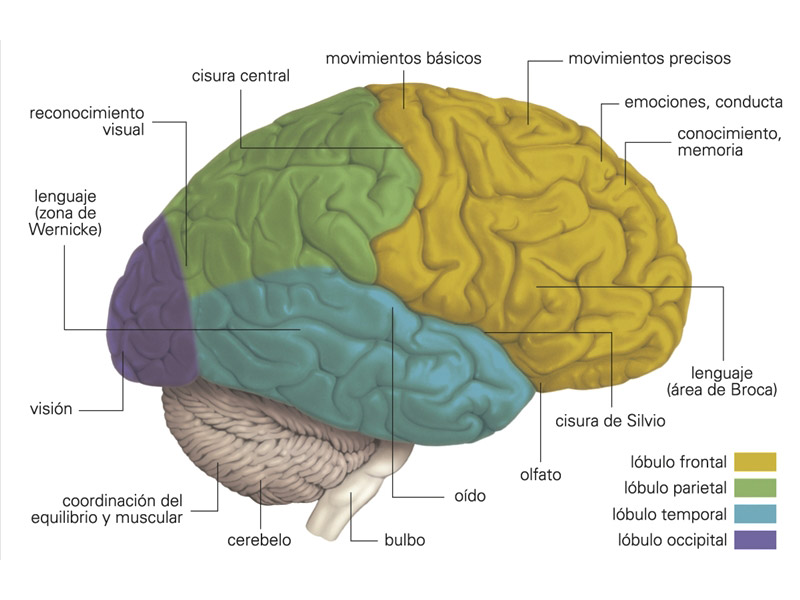 movimientos básicos
movimientos precisos
cisura central
emociones, conducta
reconocimiento
visual
conocimiento,
memoria
lenguaje
(zona de
Wernicke)
lenguaje
(área de Broca)
visión
cisura de Silvio
olfato
oído
coordinación del
equilibrio y muscular
cerebelo
bulbo
lóbulo frontal
lóbulo parietal
lóbulo temporal
lóbulo occipital